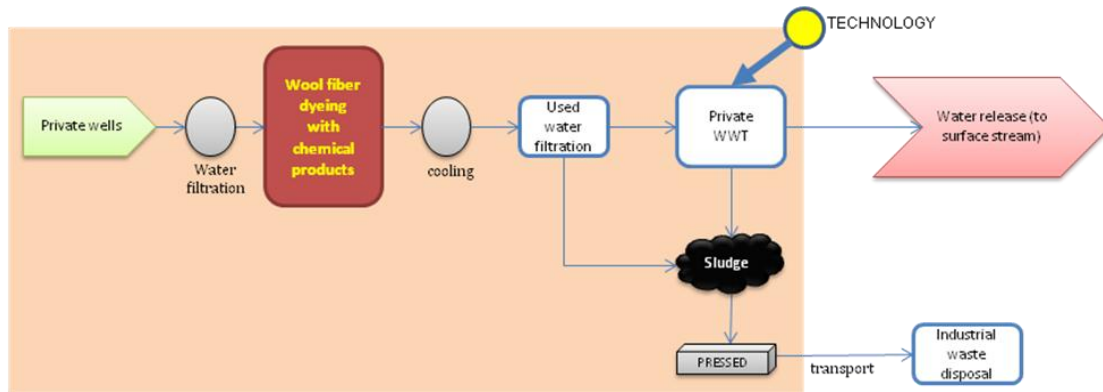 TECHNOLOGY
Private wells
Water
filtration
Wool fiber
dyeing
with
chemical
products
cooling
Used
water
filtration
Private
WWT
Water release (to
surface stream)
Sludge
PRESSED
transport
Industrial
waste
disposal